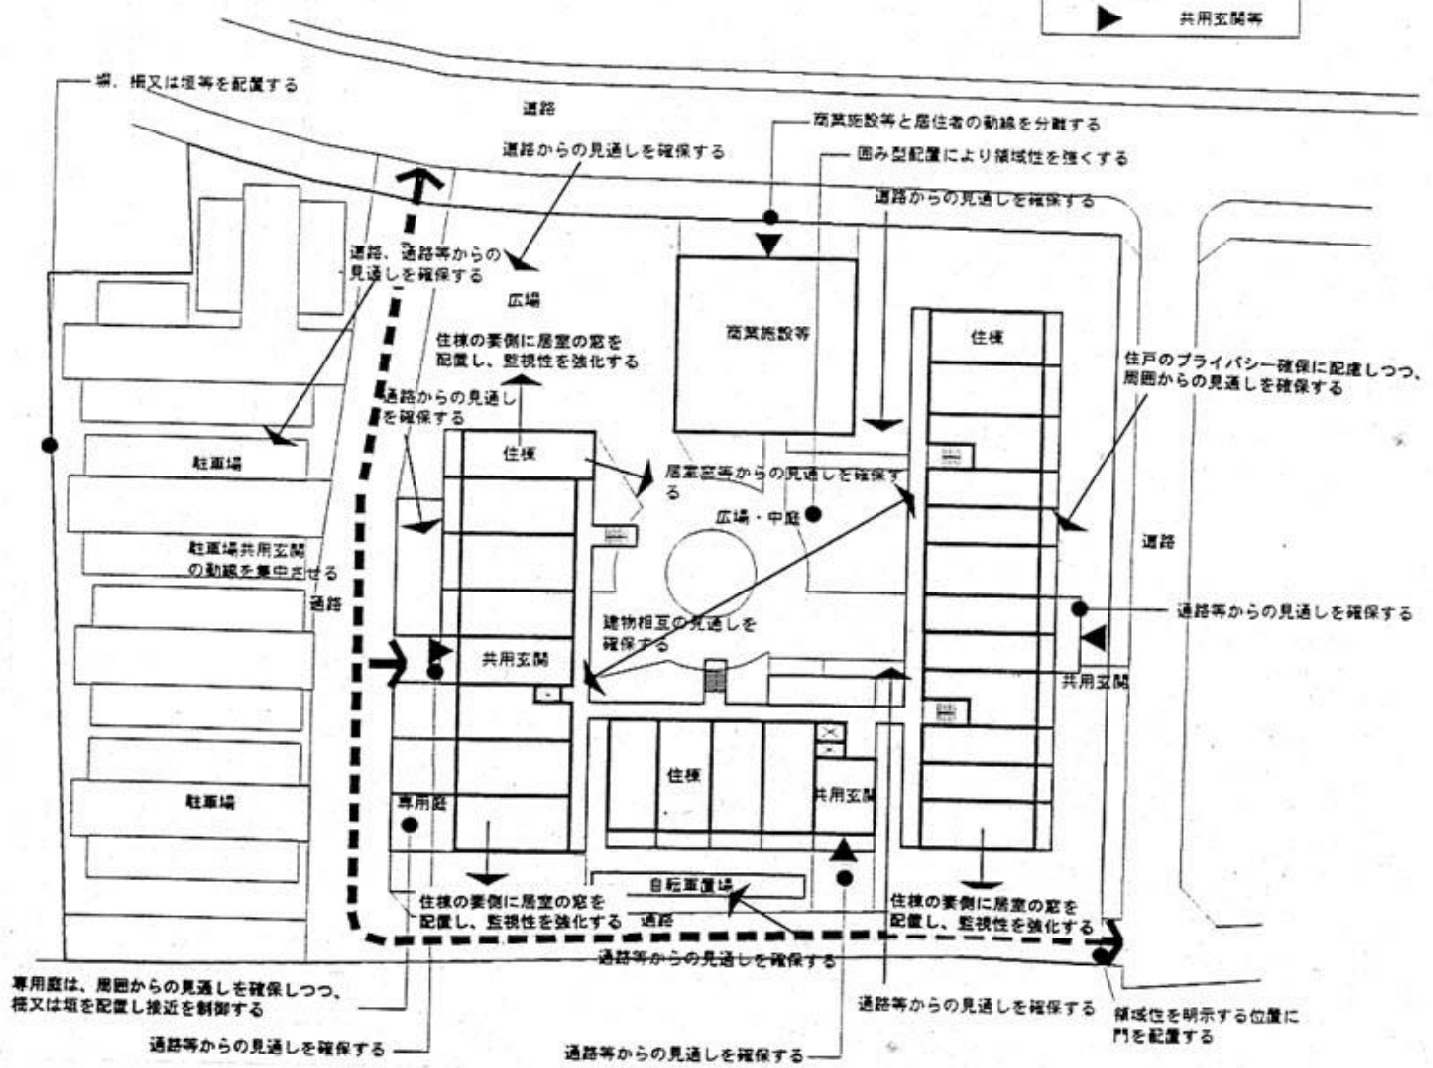 共用玄関等
塀、柵又は垣等を配置する
道路
商業施設等と居住者の動線を分離する
道路からの見通しを確保する
囲み型配置により領域性を強くする
道路からの見通しを確保する
道路、通路等からの
見通しを確保する
広場
商業施設等
住棟
住棟の妻側に居室の窓を
配置し、監視性を強化する
住戸のプライバシー確保に配慮しつつ、
周囲からの見通しを確保する
通路からの見通し
を確保する
住棟
駐車場
居室窓等からの見通しを確保す
る
広場・中庭
道路
駐車場共用玄関
の動線を集中させる
通路
通路等からの見通しを確保する
建物相互の見通しを
確保する
共用玄関
共用玄関
住棟
共用玄関
駐車場
専用庭
自転車置場
住棟の妻側に居室の窓を
配置し、監視性を強化する
通路
住棟の妻側に居室の窓を
配置し、監視性を強化する
通路等からの見通しを確保する
専用庭は、周囲からの見通しを確保しつつ、
柵又は垣を配置し接近を制御する
通路等からの見通しを確保する
領域性を明示する位置に
門を配置する
通路等からの見通しを確保する
通路等からの見通しを確保する